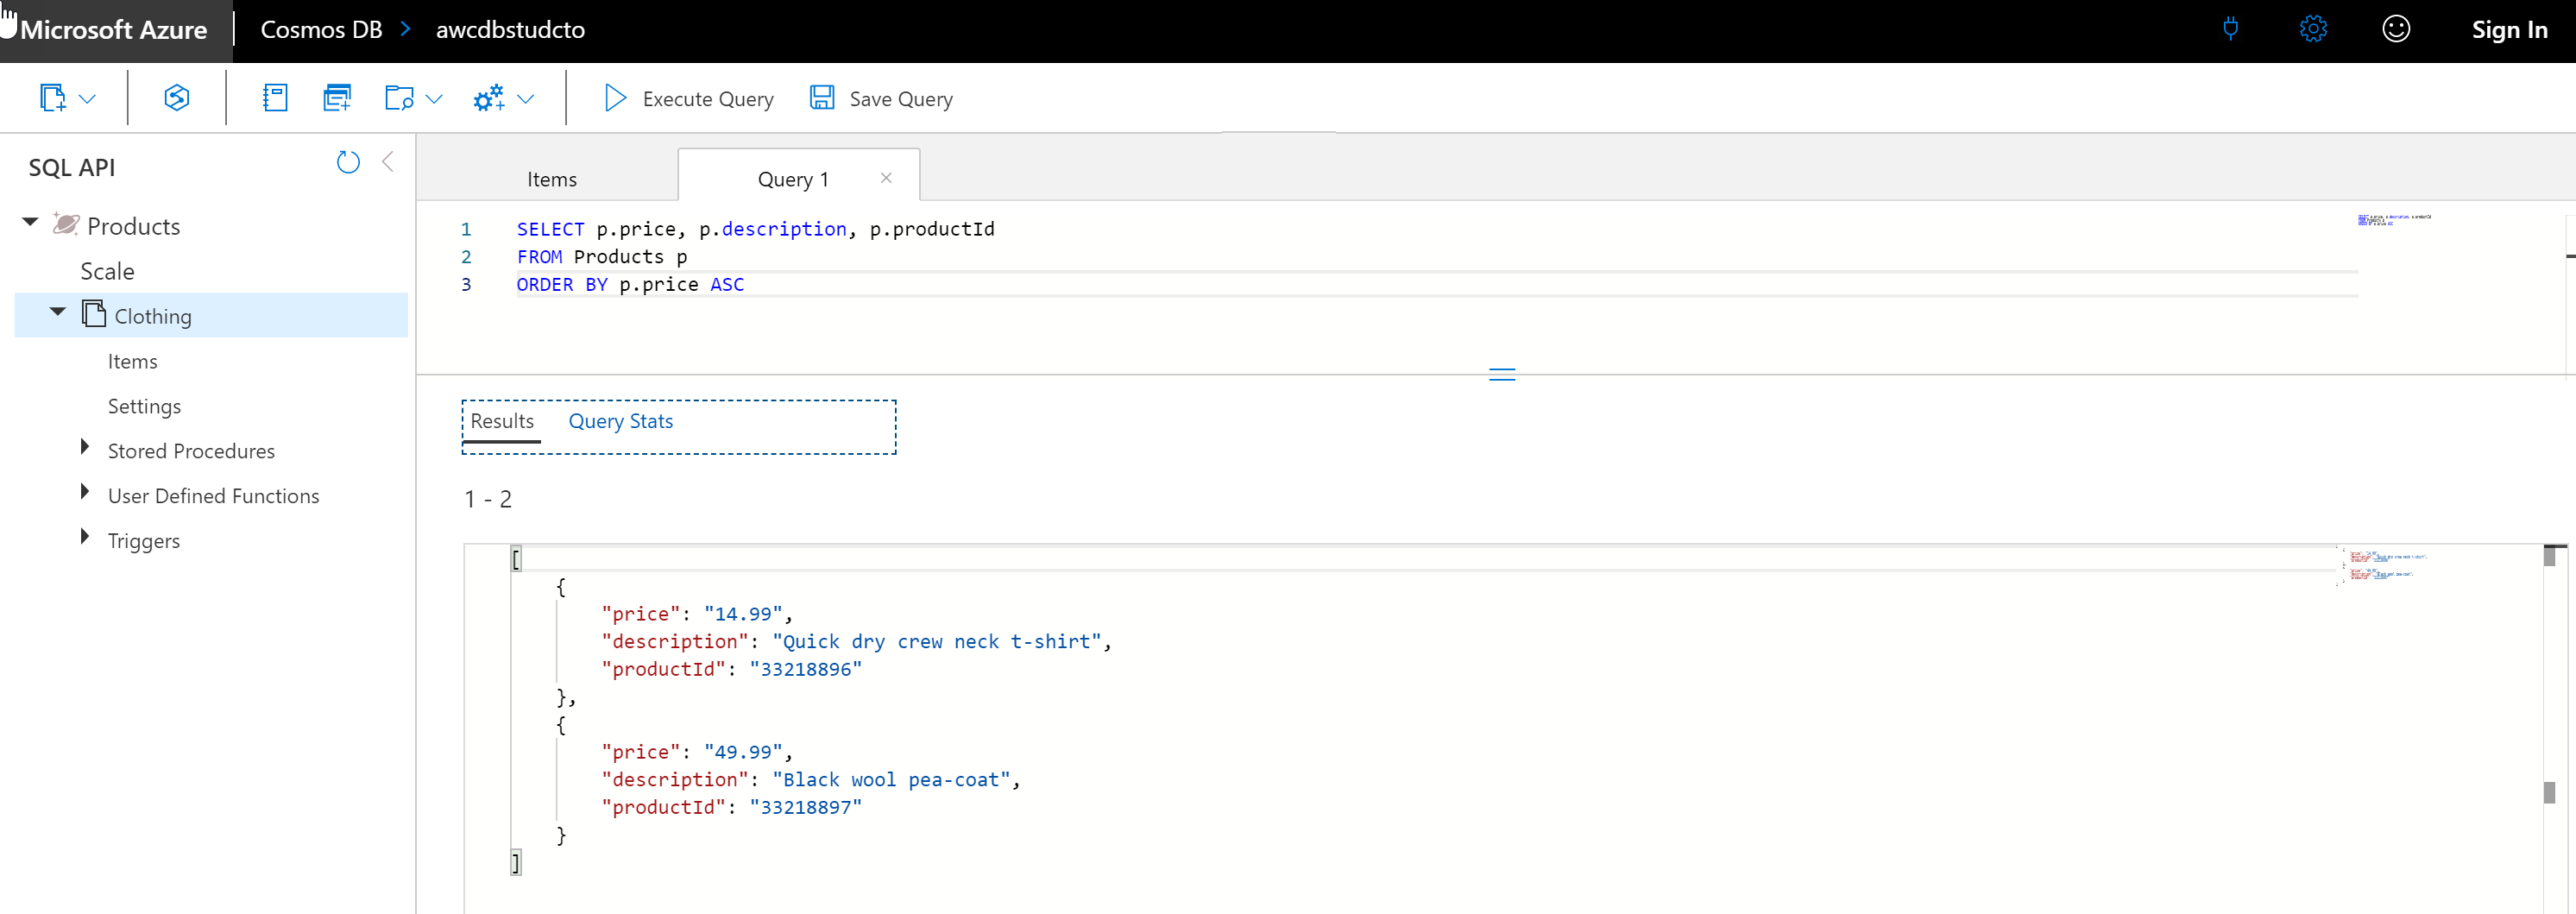 Microsoft Azure
Cosmos DB > awcdbstudcto
Sign In
Execute Query
Save Query
SQL API
Products
Scale
Clothing
Items
Settings
Stored Procedures
User Defined Functions
Triggers
Items
Query 1
1 SELECT p.price, p.description, p.productId
2 FROM Products p
3 ORDER BY p.price ASC
Results Query Stats
1 - 2
[
{
"price": "14.99",
"description": "Quick dry crew neck t-shirt",
"productId": "33218896"
},
{
"price": "49.99",
"description": "Black wool pea-coat",
"productId": "33218897"
}
]